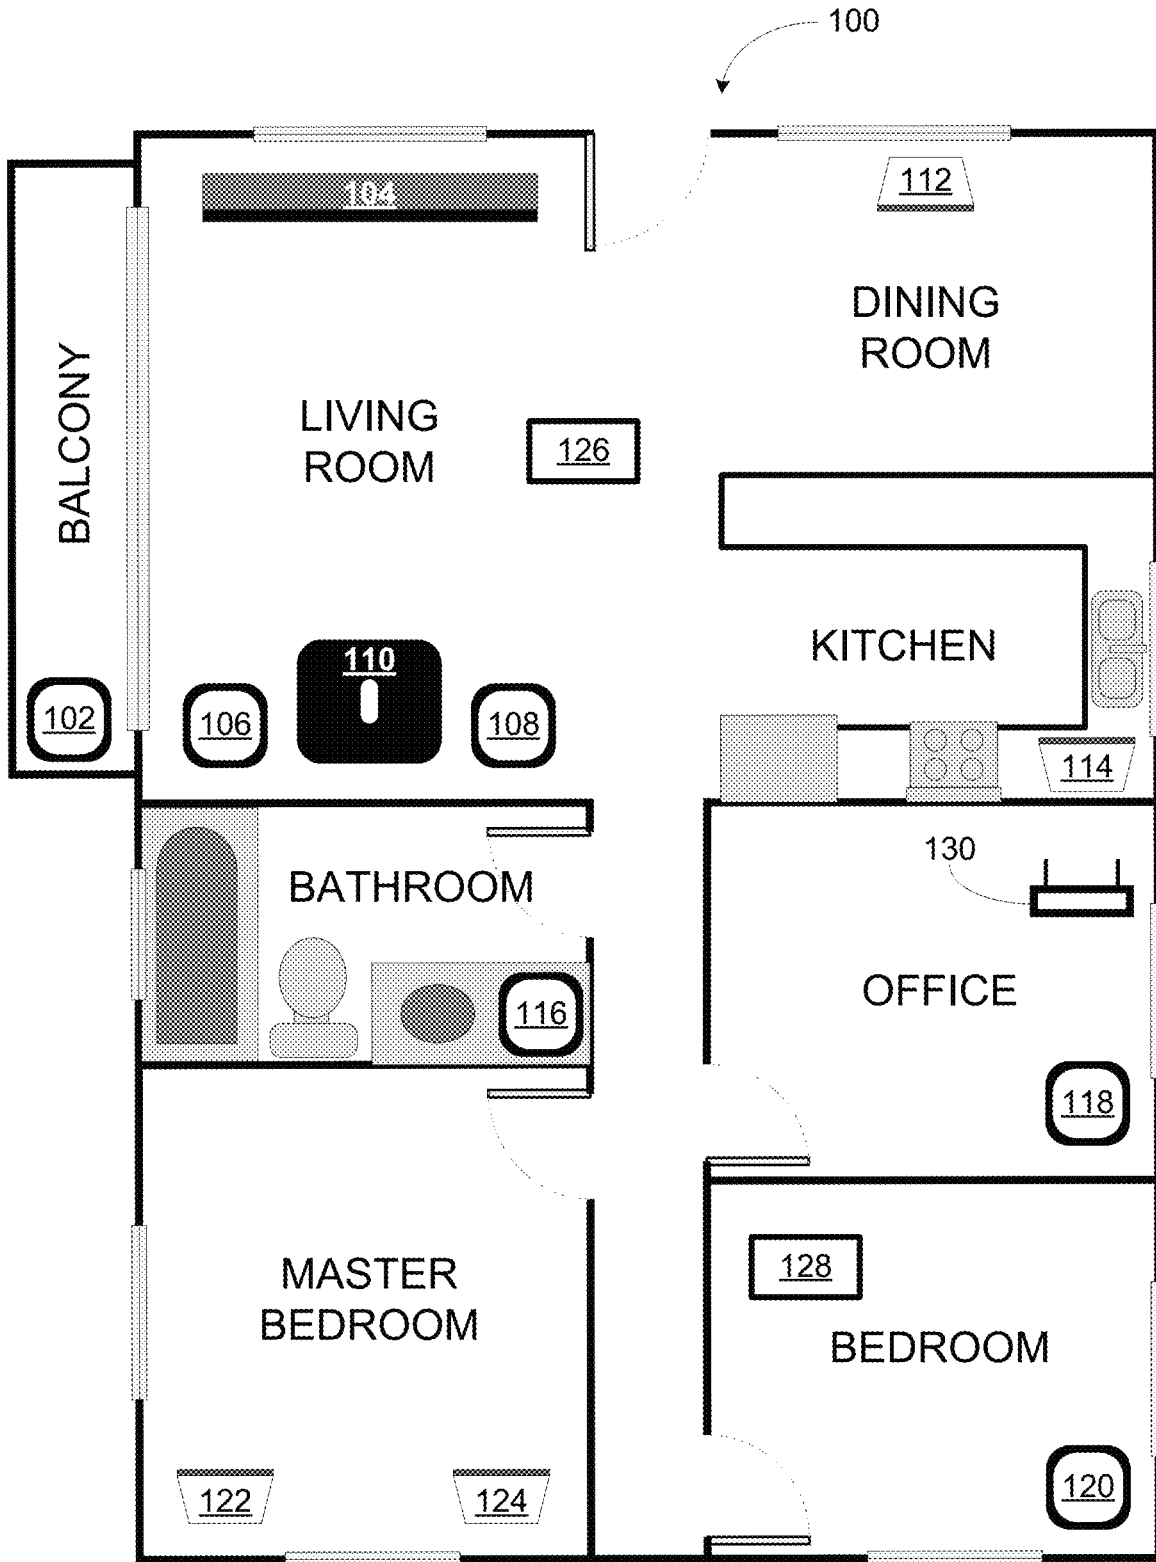 100
104
112
DINING
ROOM
BALCONY
LIVING
ROOM
126
KITCHEN
110
102
106
108
114
130
BATHROOM
OFFICE
116
118
128
MASTER
BEDROOM
BEDROOM
122
124
120